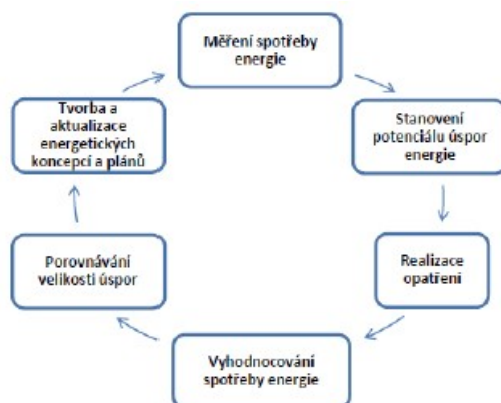 Měření spotřeby
energie
Stanovení
potenciálu úspor
energie
Realizace
opatření
Vyhodnocování
spotřeby energie
Porovnávání
velikosti úspor
Tvorba a
aktualizace
energetických
koncepcí a plánů